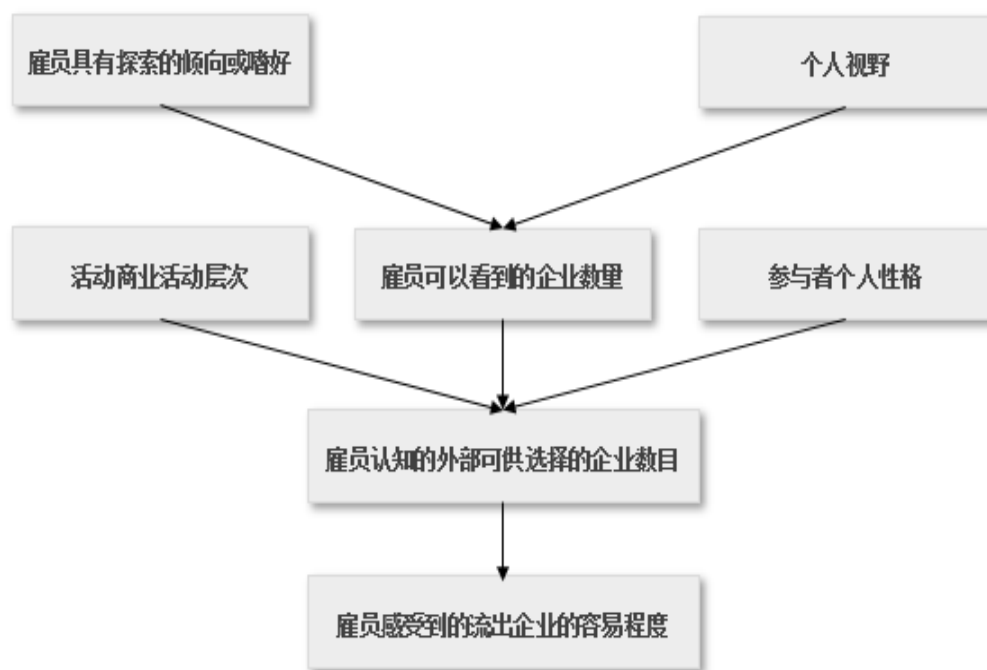 雇员具有探索的倾向或嗜好
个人视野
活动商业活动层次
雇员可以看到的企业数量
参与者个人性格
雇员认知的外部可供选择的企业数目
雇员感受到的流出企业的容易程度